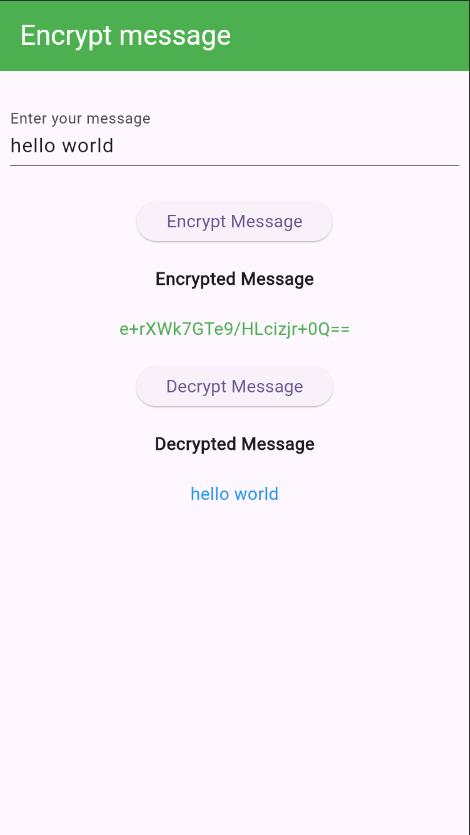 Encrypt message
Enter your message
hello world
Encrypt Message
Encrypted Message
e+rXWk7GTe9/HLcizjr+0Q==
Decrypt Message
Decrypted Message
hello world